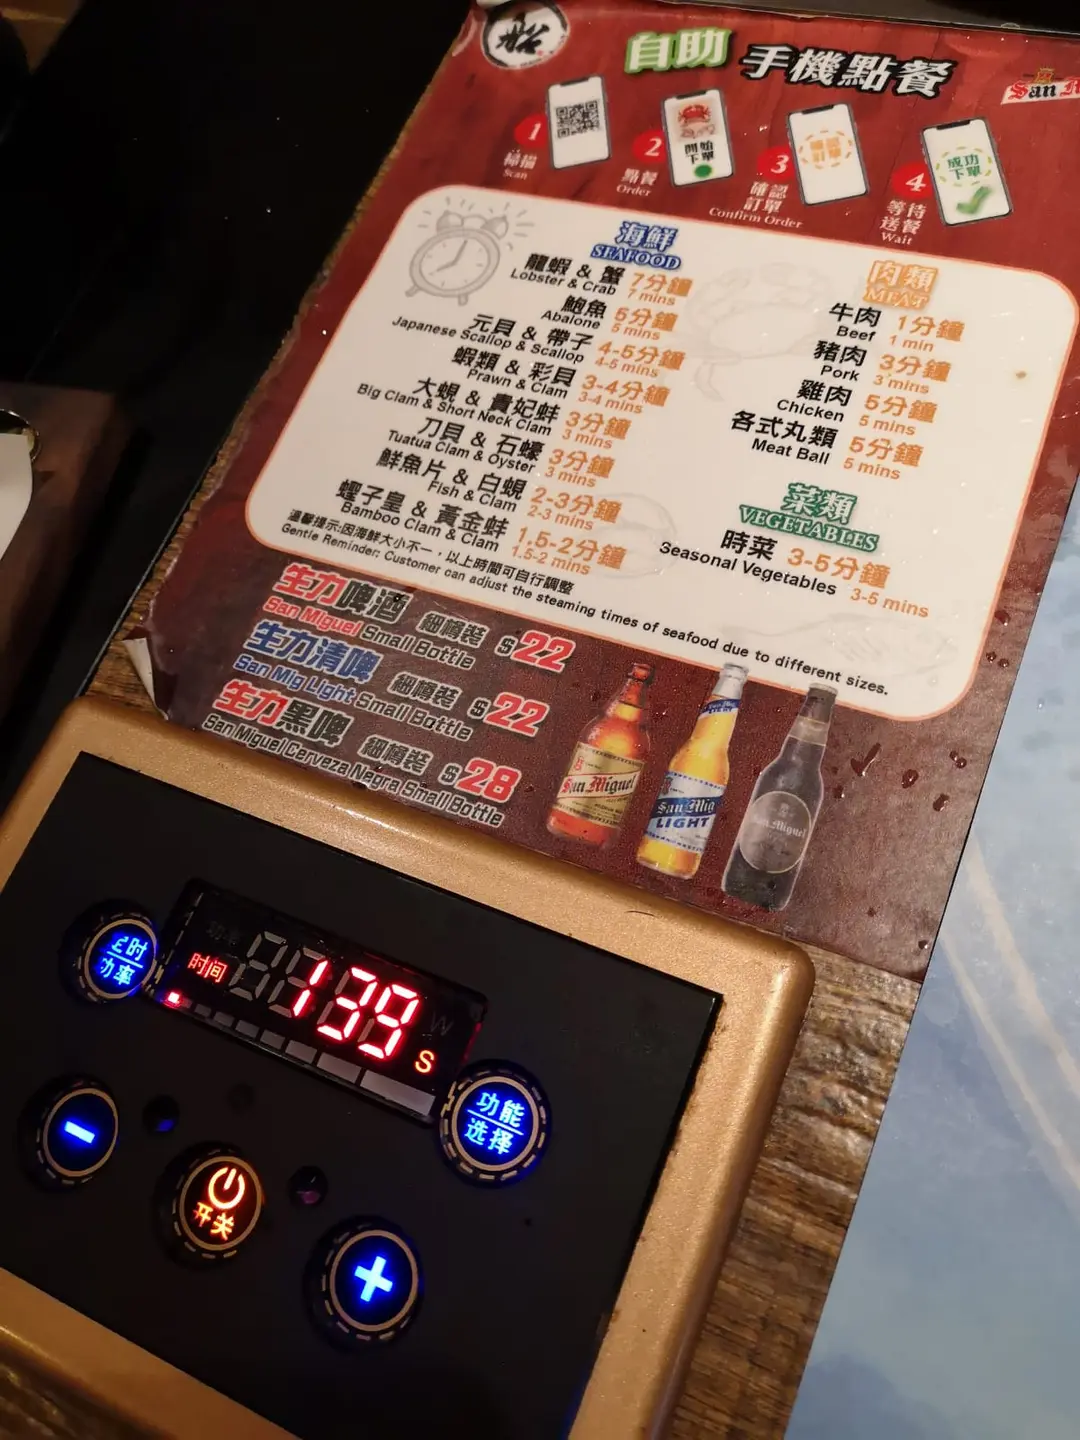 自助 手機點餐
San
1
掃描
Scan
2
點餐
Order
開始
下單
3
確認
訂單
Confirm Order
確認
訂單
4
等待
送餐
Wait
成功
下單
海鮮
SEAFOOD
龍蝦 & 蟹 7分鐘
Lobster & Crab 7 mins
鮑魚 5分鐘
Abalone 5 mins
元貝 & 帶子 4-5分鐘
Japanese Scallop & Scallop 4-5 mins
蝦類 & 彩貝 3-4分鐘
Prawn & Clam 3-4 mins
大蜆 & 貴妃蚌 3分鐘
Big Clam & Short Neck Clam 3 mins
刀貝 & 石蠔 3分鐘
Tuatua Clam & Oyster 3 mins
鮮魚片 & 白蜆 2-3分鐘
Fish & Clam 2-3 mins
蟶子皇 & 黃金蚌 1.5-2分鐘
Bamboo Clam & Clam 1.5-2 mins
溫馨提示:因海鮮大小不一，以上時間可自行調整
Gentle Reminder: Customer can adjust the steaming times of seafood due to different sizes.
肉類
MEAT
牛肉 1分鐘
Beef 1 min
豬肉 3分鐘
Pork 3 mins
雞肉 5分鐘
Chicken 5 mins
各式丸類 5分鐘
Meat Ball 5 mins
菜類
VEGETABLES
時菜 3-5分鐘
Seasonal Vegetables 3-5 mins
生力啤酒 細樽裝 $22
San Miguel Small Bottle
生力清啤 細樽裝 $22
San Mig Light Small Bottle
生力黑啤 細樽裝 $28
San Miguel Cerveza Negra Small Bottle
San Miguel
San Mig
LIGHT
San Miguel
定时
功率
时间
139
W
S
功能
选择
开关